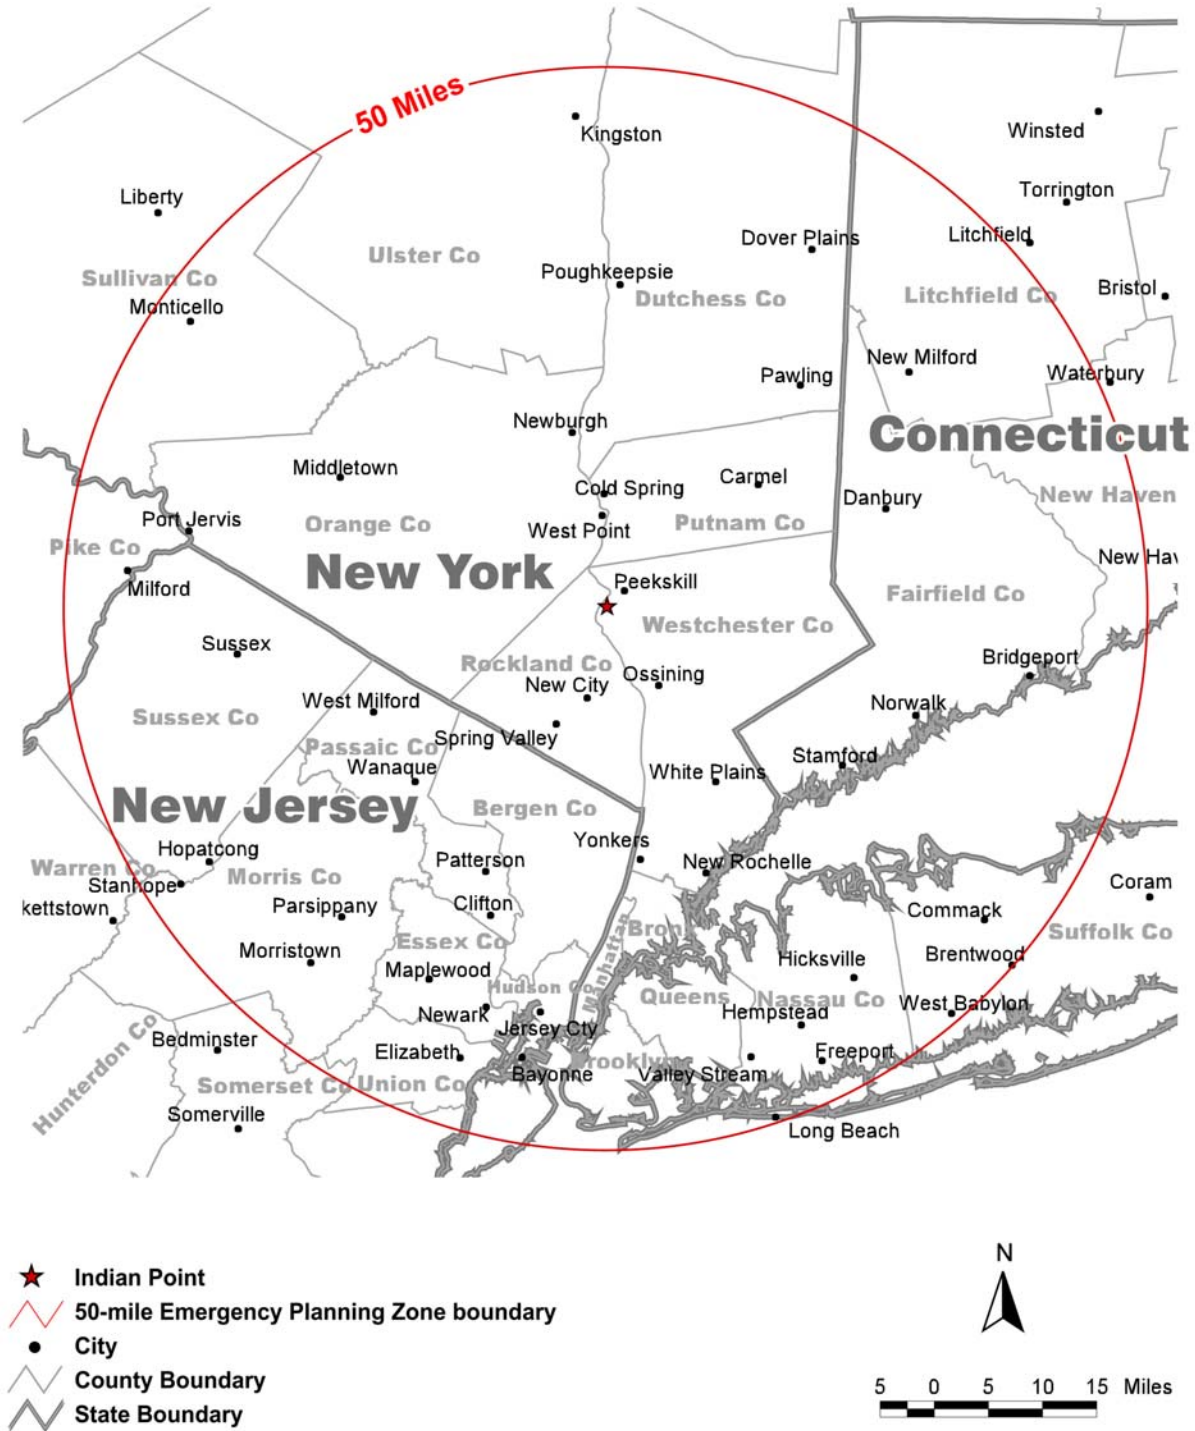 50 Miles
Kingston
Winsted
Liberty
Torrington
Litchfield
Dover Plains
Ulster Co
Sullivan Co
Poughkeepsie
Dutchess Co
Litchfield Co
Bristol
Monticello
New Milford
Waterbury
Pawling
Newburgh
Connecticut
Middletown
Carmel
Cold Spring
Danbury
New Haven
Port Jervis
Orange Co
West Point
Putnam Co
Pike Co
New York
New Hav
Milford
Peekskill
Fairfield Co
Westchester Co
Sussex
Rockland Co
Ossining
Bridgeport
New City
West Milford
Norwalk
Sussex Co
Spring Valley
Passaic Co
Wanaque
Stamford
White Plains
New Jersey
Bergen Co
Yonkers
Hopatcong
Patterson
New Rochelle
Warren Co
Stanhope
Morris Co
Coram
kettstown
Parsippany
Clifton
Commack
Bronx
Suffolk Co
Essex Co
Morristown
Brentwood
Hicksville
Maplewood
Manhattan
Hudson Co
Queens
Nassau Co
West Babylon
Newark
Hempstead
Jersey Cty
Hunterdon Co
Bedminster
Elizabeth
Freeport
Brooklyn
Valley Stream
Bayonne
Somerset Co
Union Co
Somerville
Long Beach
Indian Point
50-mile Emergency Planning Zone boundary
City
County Boundary
State Boundary
N
5 0 5 10 15 Miles